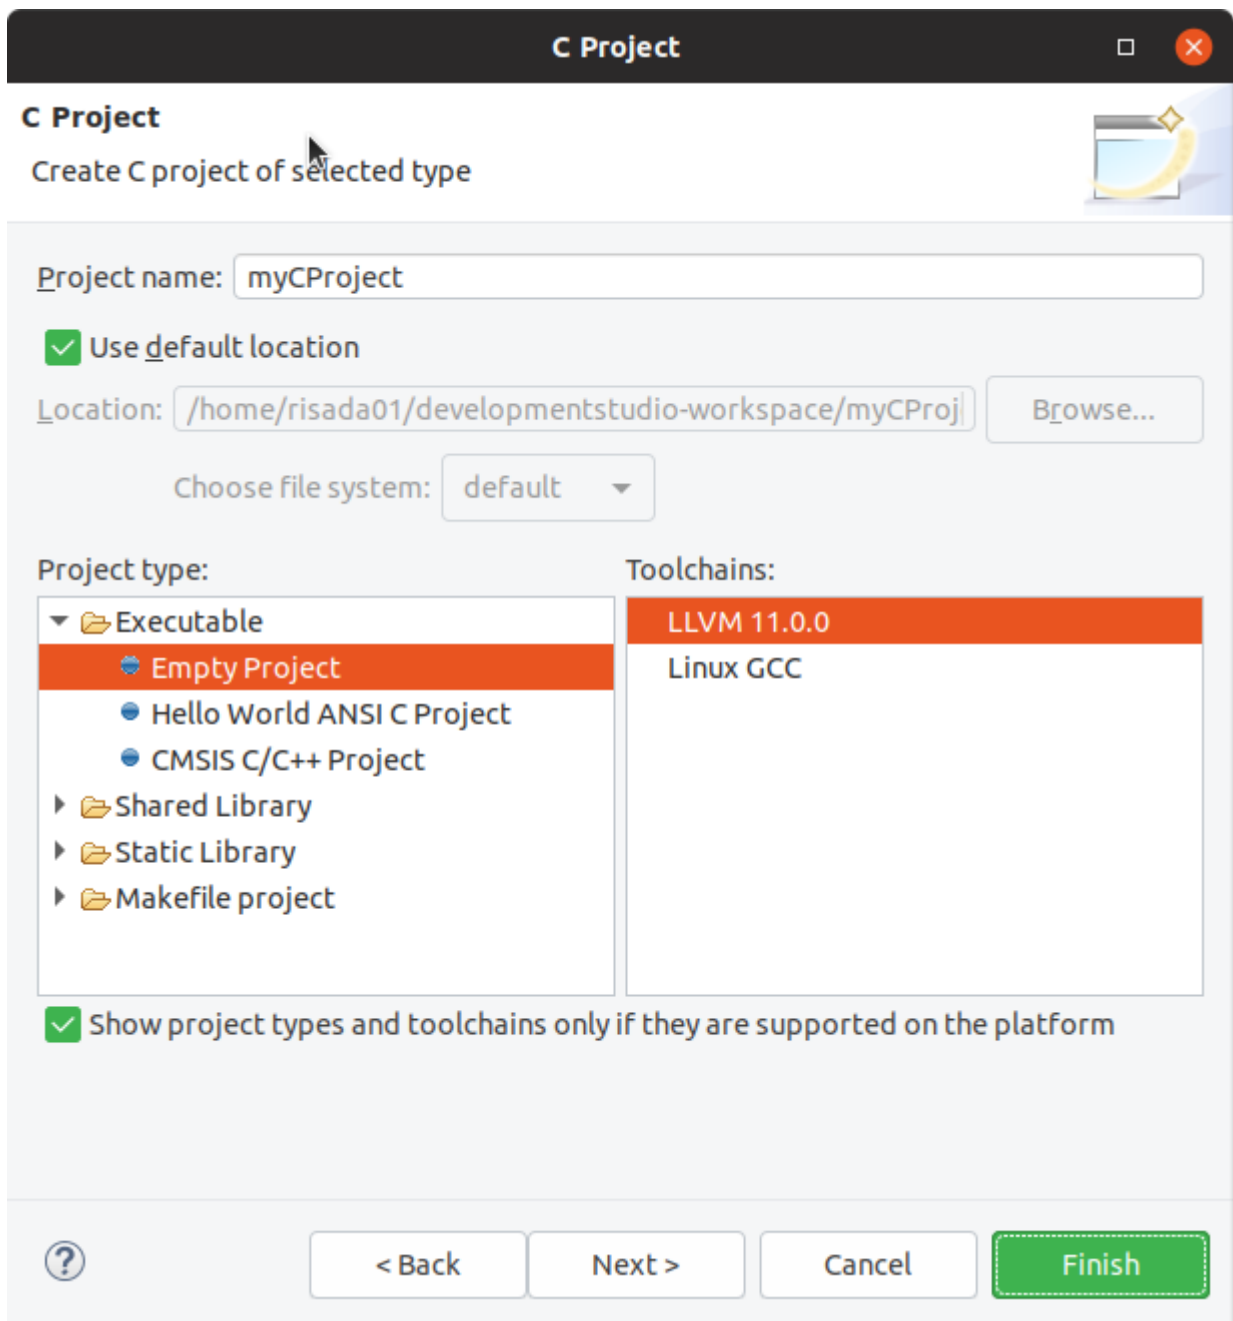 C Project
C Project
Create C project of selected type
Project name: myCProject
Use default location
Location: /home/risada01/developmentstudio-workspace/myCProj Browse...
Choose file system: default
Project type: Toolchains:
Executable LLVM 11.0.0
Empty Project Linux GCC
Hello World ANSI C Project
CMSIS C/C++ Project
Shared Library
Static Library
Makefile project
Show project types and toolchains only if they are supported on the platform
? < Back Next > Cancel Finish